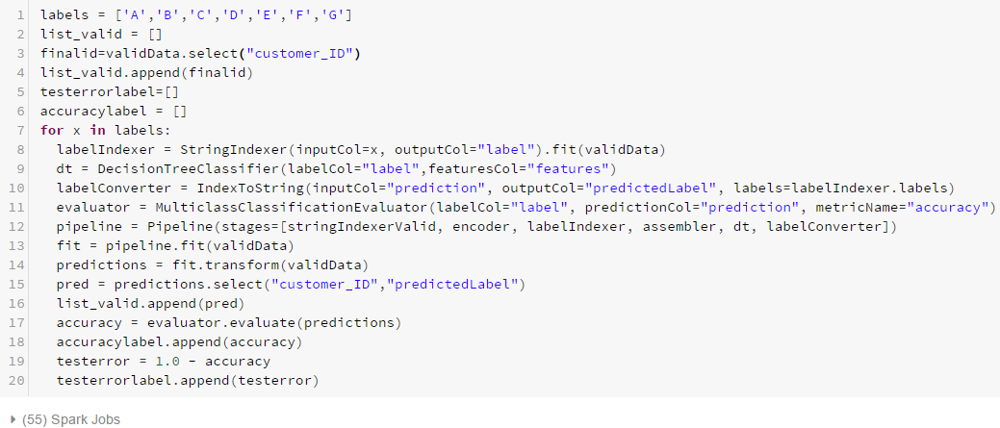 1 labels = ['A','B','C','D','E','F','G']
2 list_valid = []
3 finalid=validData.select("customer_ID")
4 list_valid.append(finalid)
5 testerrorlabel=[]
6 accuracylabel = []
7 for x in labels:
8   labelIndexer = StringIndexer(inputCol=x, outputCol="label").fit(validData)
9   dt = DecisionTreeClassifier(labelCol="label",featuresCol="features")
10   labelConverter = IndexToString(inputCol="prediction", outputCol="predictedLabel", labels=labelIndexer.labels)
11   evaluator = MulticlassClassificationEvaluator(labelCol="label", predictionCol="prediction", metricName="accuracy")
12   pipeline = Pipeline(stages=[stringIndexerValid, encoder, labelIndexer, assembler, dt, labelConverter])
13   fit = pipeline.fit(validData)
14   predictions = fit.transform(validData)
15   pred = predictions.select("customer_ID","predictedLabel")
16   list_valid.append(pred)
17   accuracy = evaluator.evaluate(predictions)
18   accuracylabel.append(accuracy)
19   testerror = 1.0 - accuracy
20   testerrorlabel.append(testerror)
(55) Spark Jobs